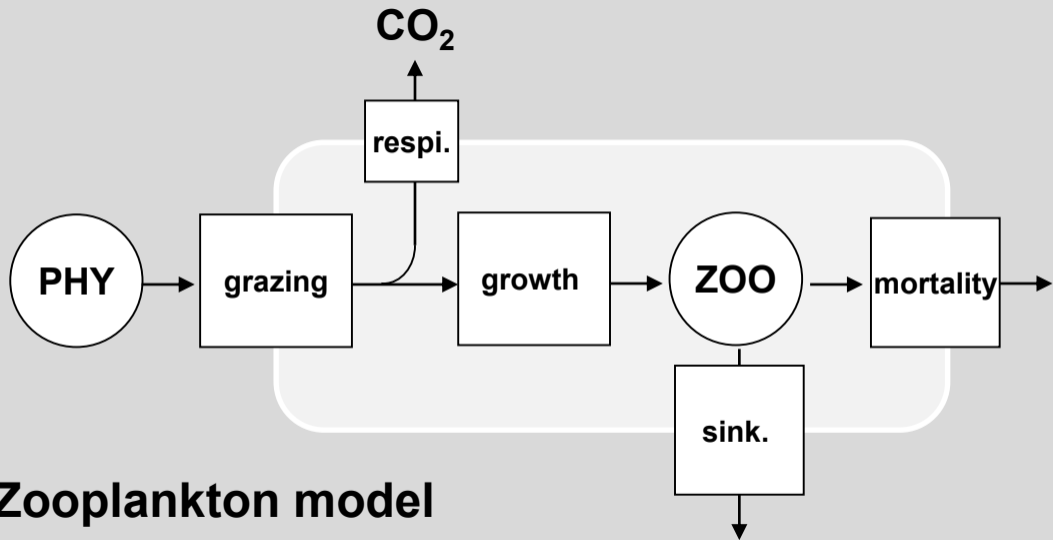 CO₂
respi.
PHY
grazing
growth
ZOO
mortality
sink.
Zooplankton model